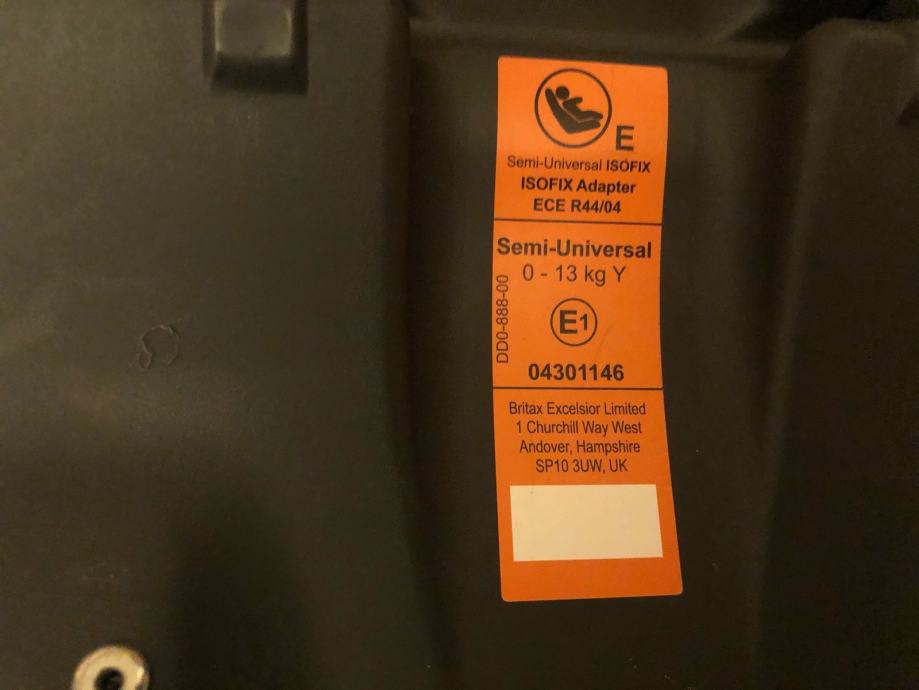 E
Semi-Universal ISOFIX
ISOFIX Adapter
ECE R44/04
Semi-Universal
0 - 13 kg Y
DD0-888-00
E1
04301146
Britax Excelsior Limited
1 Churchill Way West
Andover, Hampshire
SP10 3UW, UK